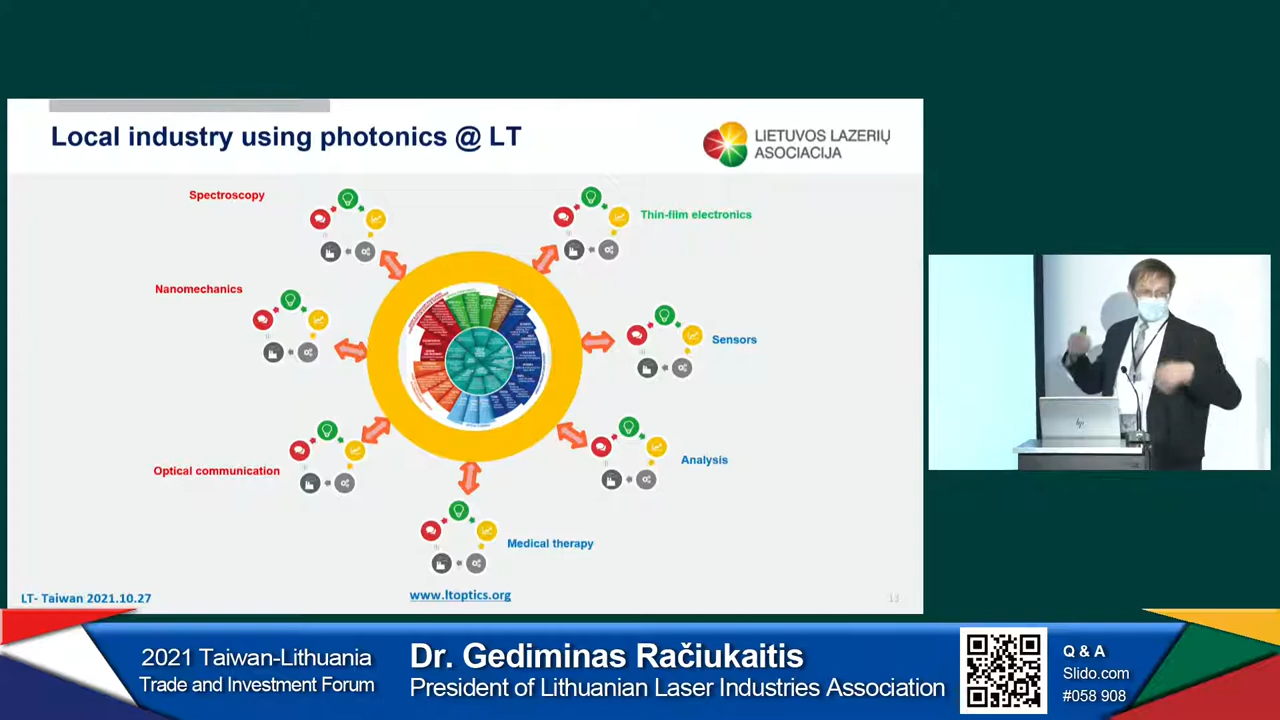 Local industry using photonics @ LT
LIETUVOS LAZERIŲ
ASOCIACIJA
Spectroscopy
Thin-film electronics
Nanomechanics
Sensors
Optical communication
Analysis
Medical therapy
LT- Taiwan 2021.10.27
www.ltoptics.org
13
hp
2021 Taiwan-Lithuania
Trade and Investment Forum
Dr. Gediminas Račiukaitis
President of Lithuanian Laser Industries Association
Q & A
Slido.com
#058 908